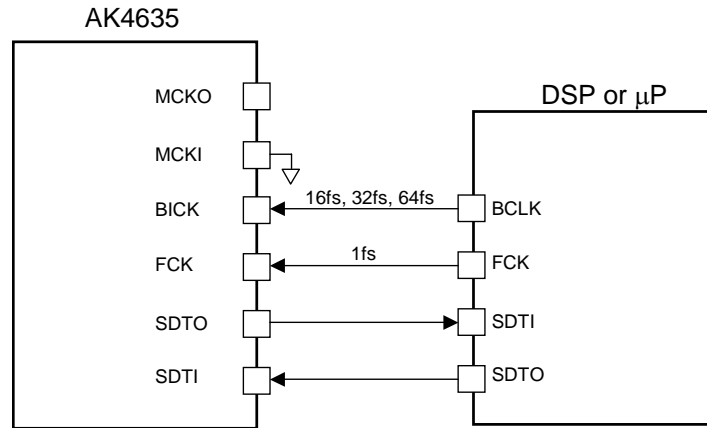 AK4635
DSP or μP
MCKO
MCKI
BICK
16fs, 32fs, 64fs
BCLK
FCK
1fs
FCK
SDTO
SDTI
SDTI
SDTO